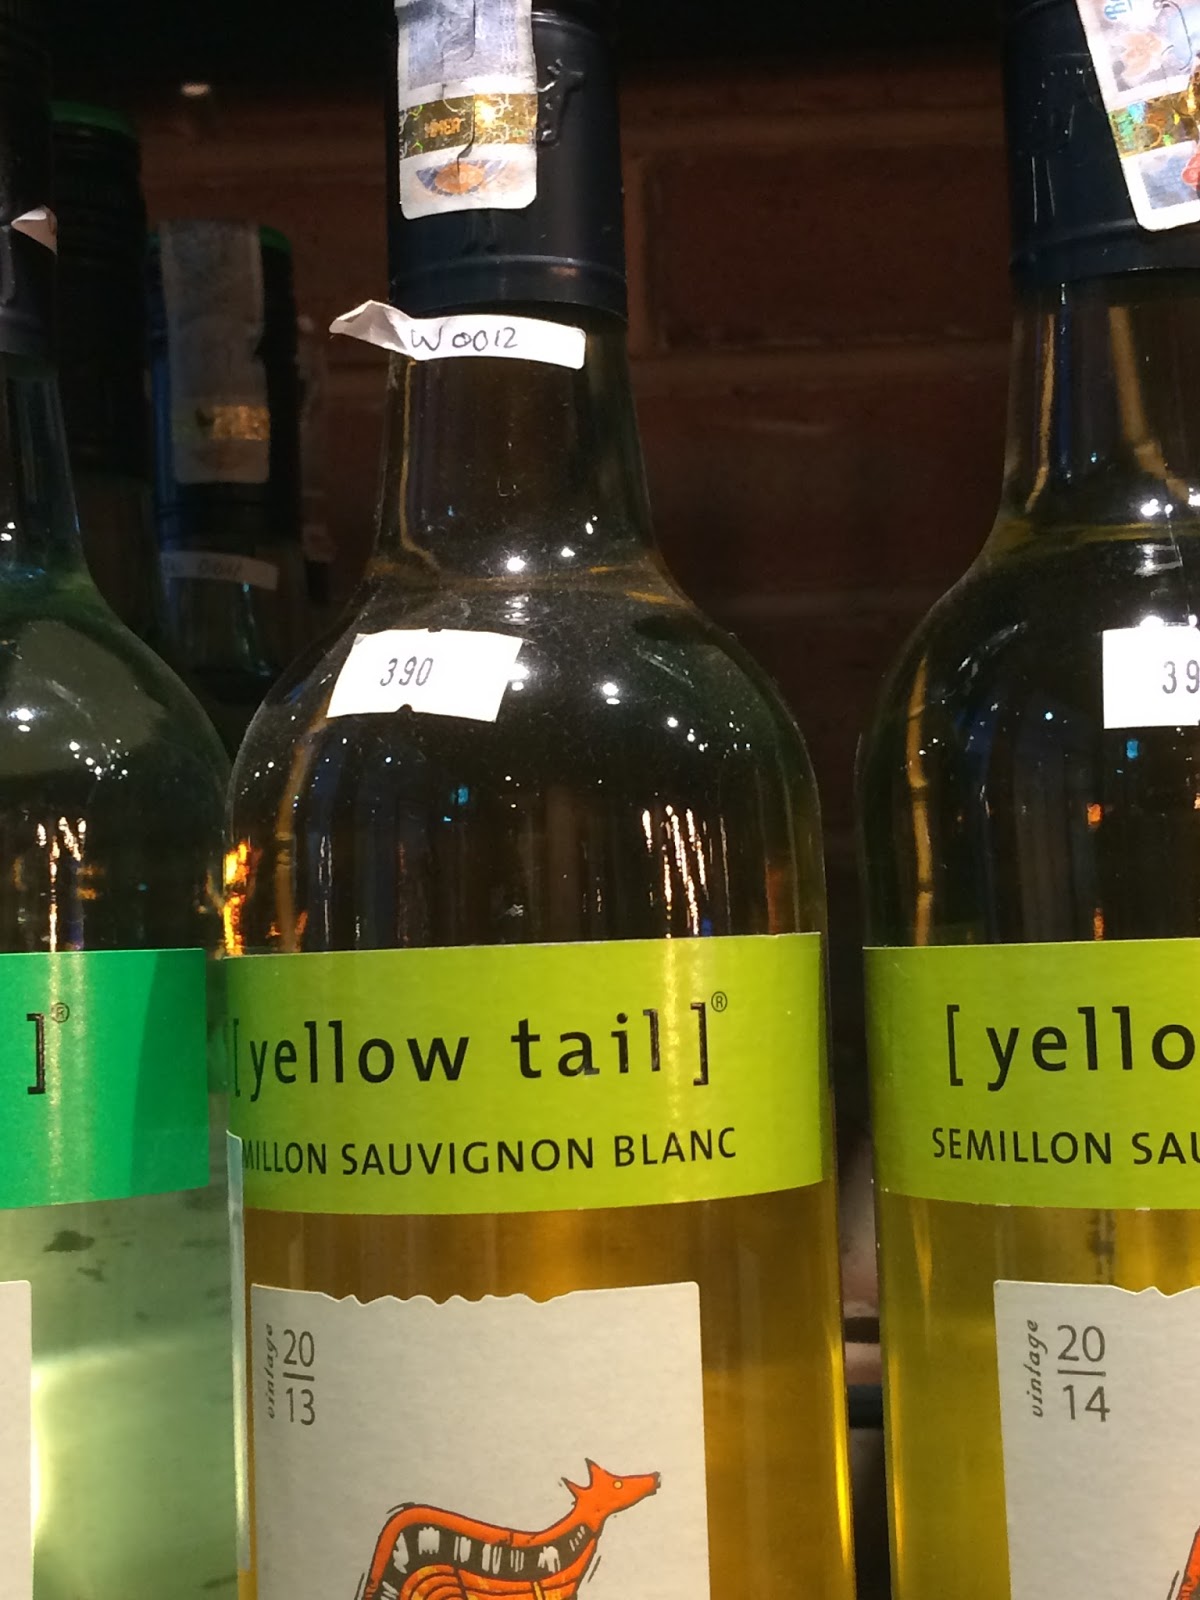 W0012
390
39
]®
[ yellow tail ]®
MILLON SAUVIGNON BLANC
[ yello
SEMILLON SAU
vintage
20
13
vintage
20
14